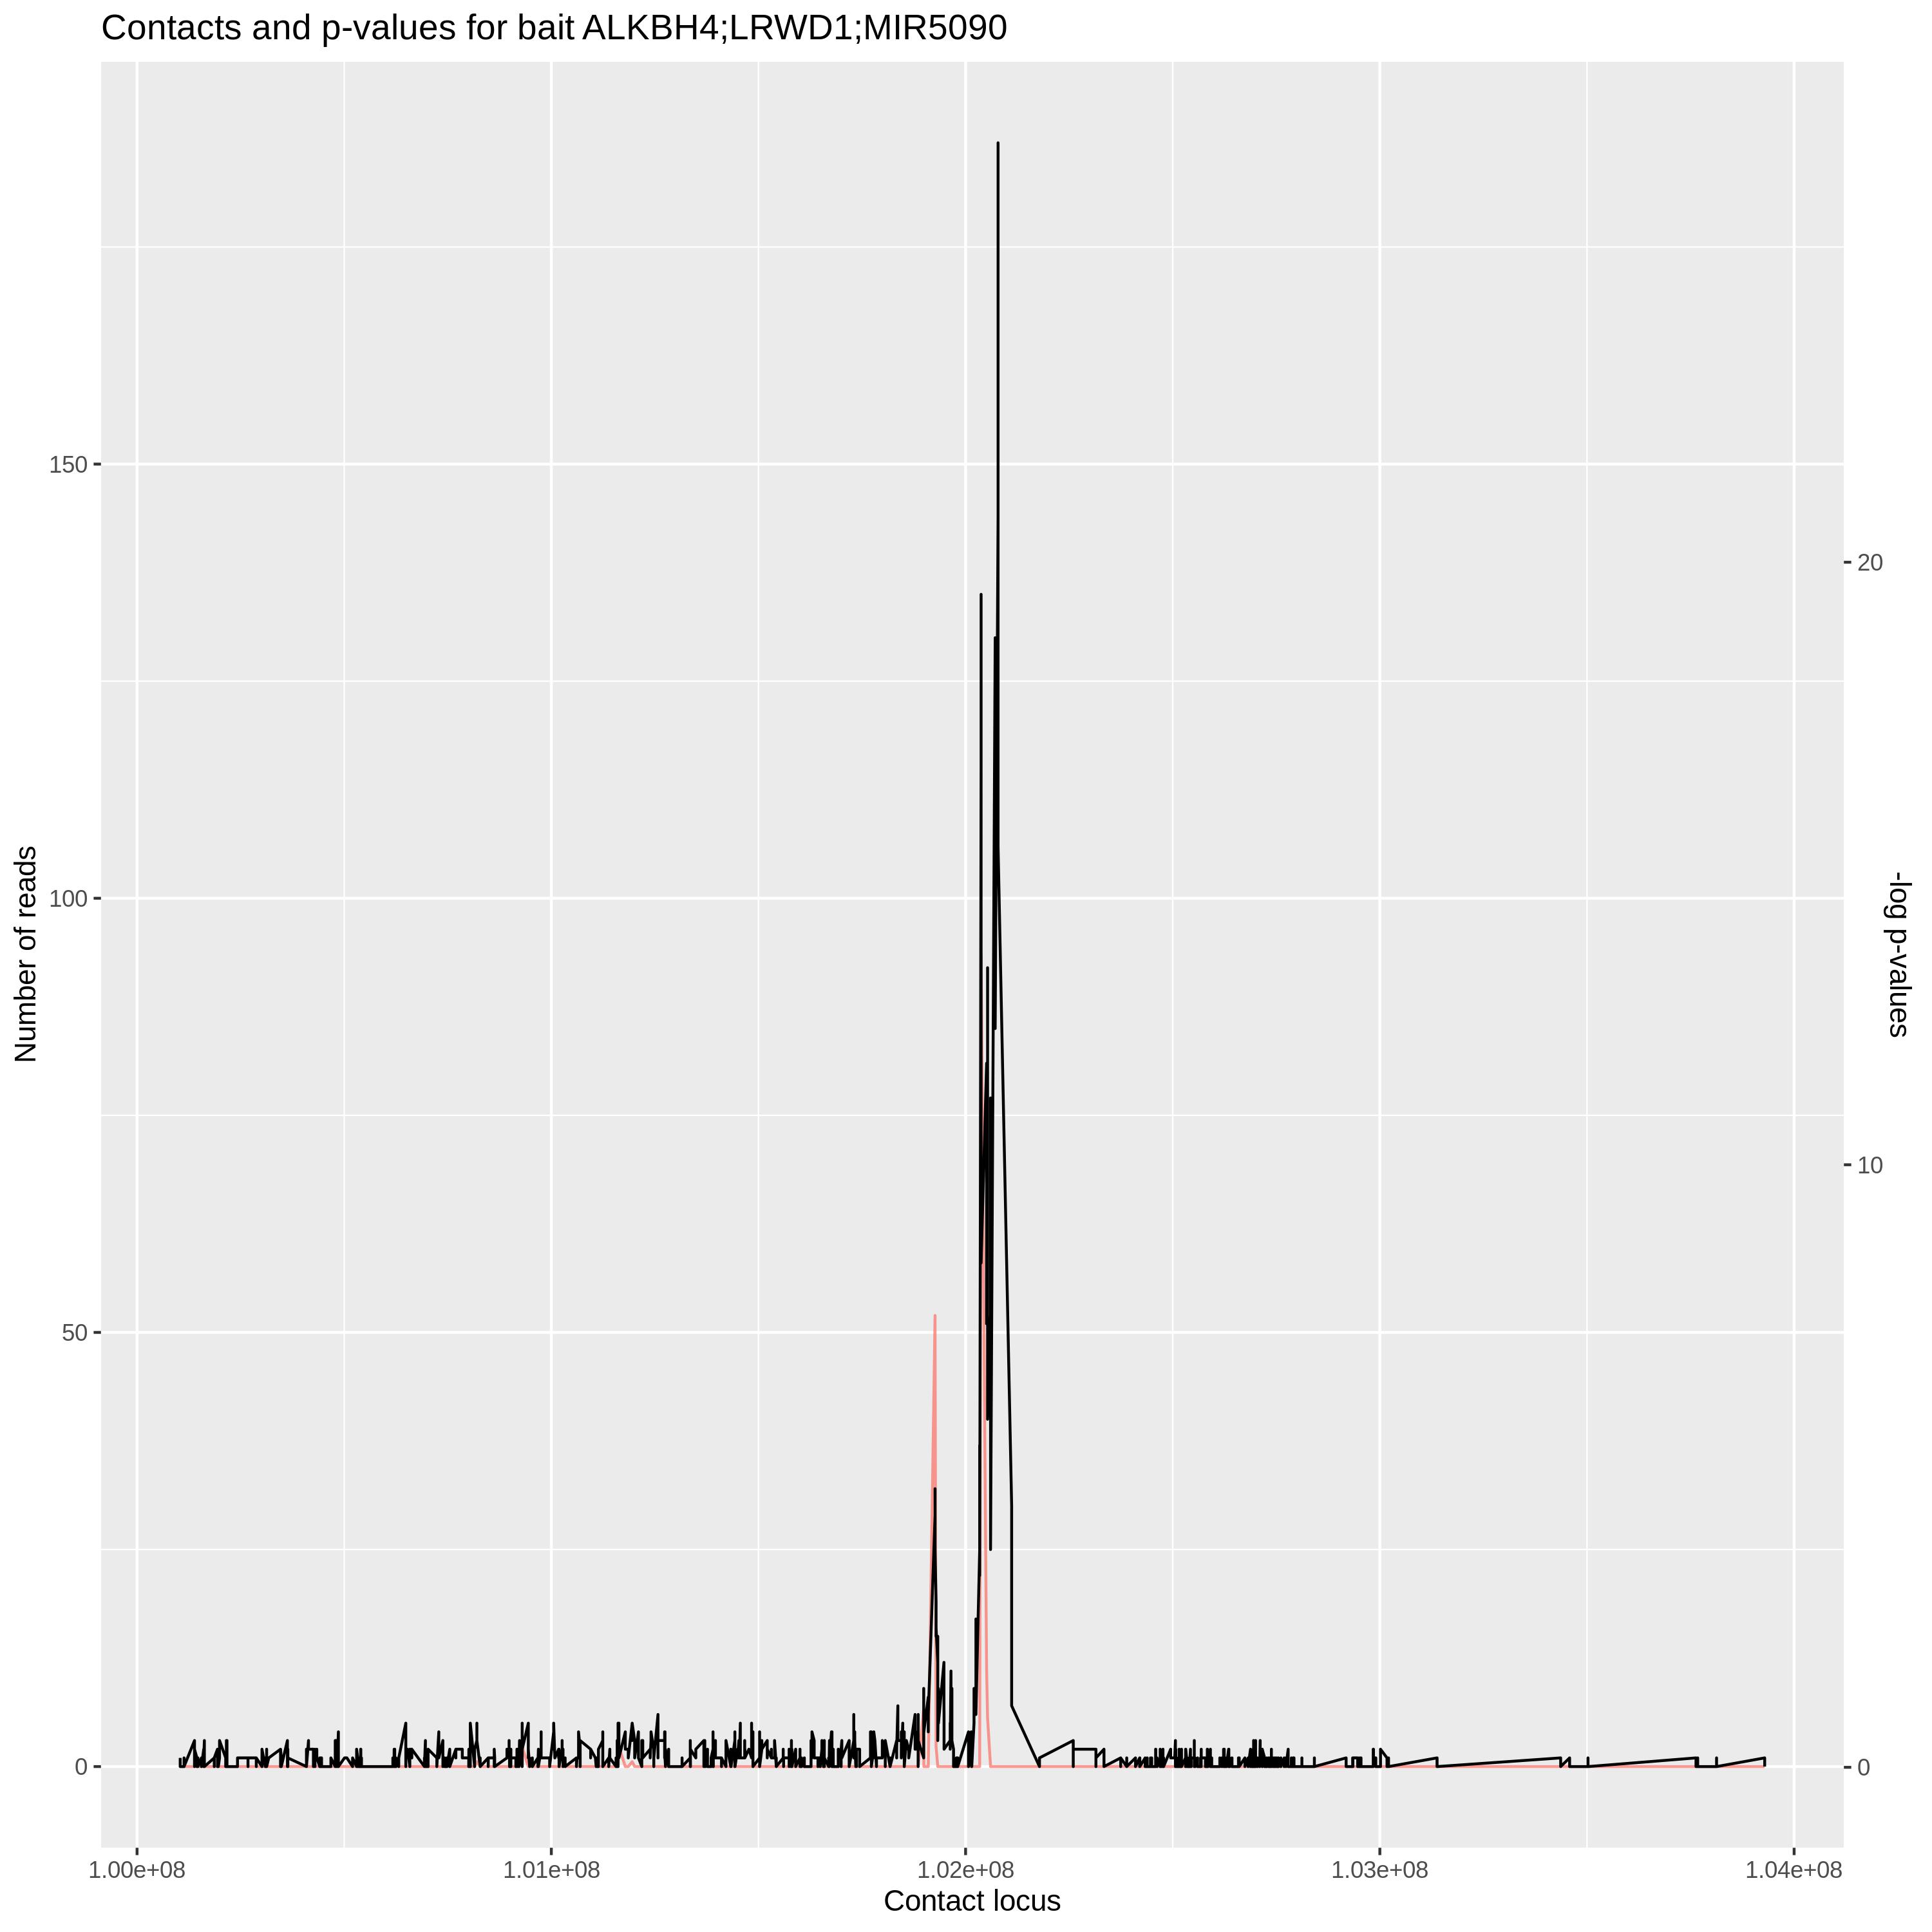 Contacts and p-values for bait ALKBH4;LRWD1;MIR5090
150
100
50
0
Number of reads
20
10
0
-log p-values
1.00e+08
1.01e+08
1.02e+08
1.03e+08
1.04e+08
Contact locus